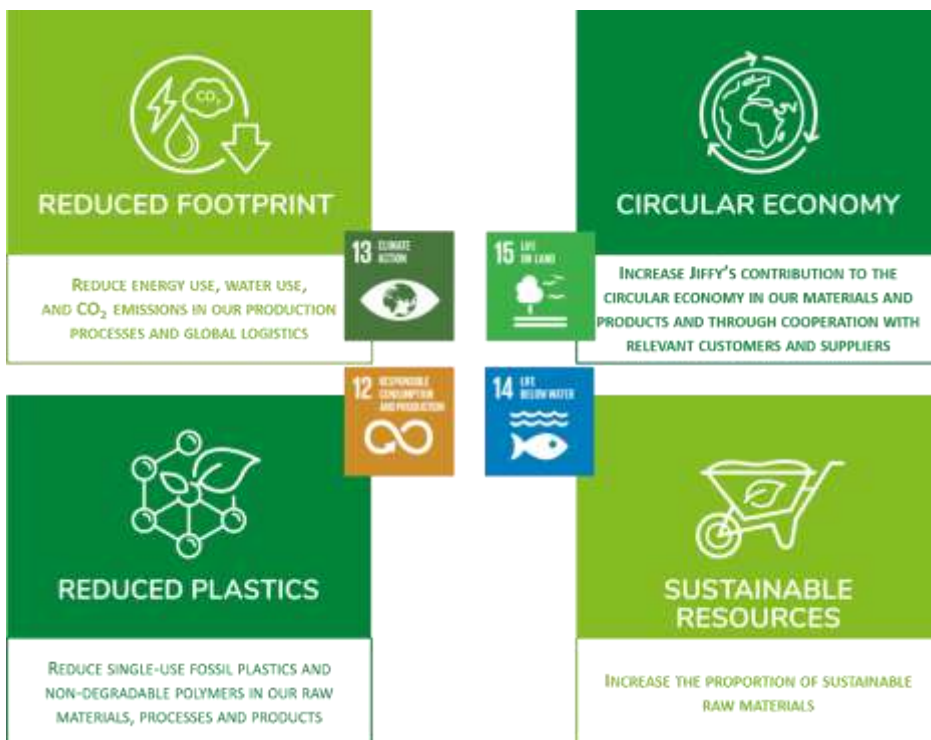 CO₂
REDUCED FOOTPRINT
REDUCE ENERGY USE, WATER USE,
AND CO₂ EMISSIONS IN OUR PRODUCTION
PROCESSES AND GLOBAL LOGISTICS
CIRCULAR ECONOMY
INCREASE JIFFY'S CONTRIBUTION TO THE
CIRCULAR ECONOMY IN OUR MATERIALS AND
PRODUCTS AND THROUGH COOPERATION WITH
RELEVANT CUSTOMERS AND SUPPLIERS
13 CLIMATE
ACTION
15 LIFE
ON LAND
12 RESPONSIBLE
CONSUMPTION
AND PRODUCTION
14 LIFE
BELOW WATER
REDUCED PLASTICS
REDUCE SINGLE-USE FOSSIL PLASTICS AND
NON-DEGRADABLE POLYMERS IN OUR RAW
MATERIALS, PROCESSES AND PRODUCTS
SUSTAINABLE
RESOURCES
INCREASE THE PROPORTION OF SUSTAINABLE
RAW MATERIALS